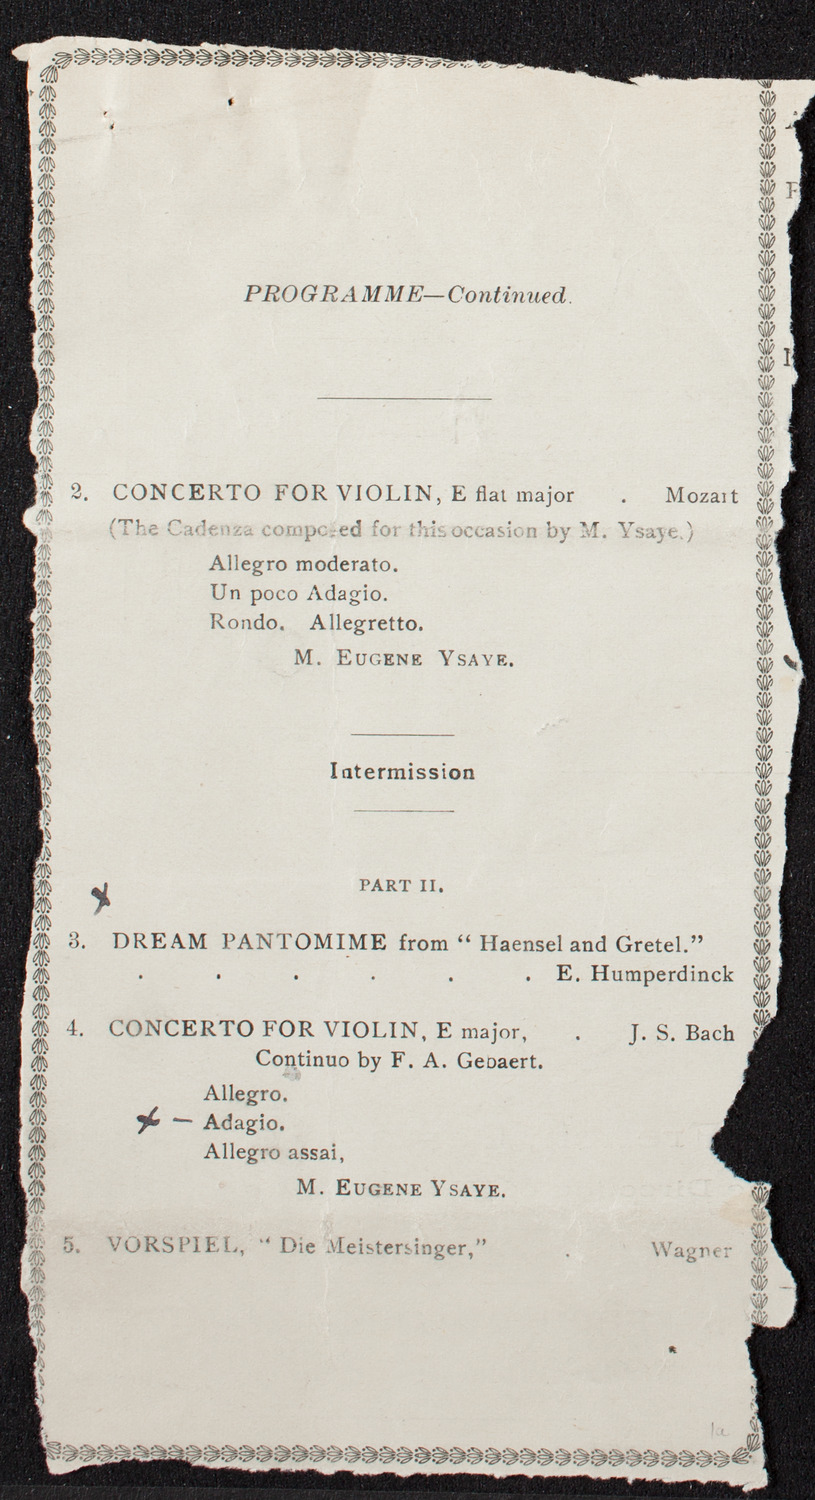 PROGRAMME—Continued.
2. CONCERTO FOR VIOLIN, E flat major . Mozart
(The Cadenza composed for this occasion by M. Ysaye.)
Allegro moderato.
Un poco Adagio.
Rondo. Allegretto.
M. EUGENE YSAYE.
Intermission
PART II.
3. DREAM PANTOMIME from “ Haensel and Gretel.”
. . . . . . E. Humperdinck
4. CONCERTO FOR VIOLIN, E major, . J. S. Bach
Continuo by F. A. Gevaert.
Allegro.
x — Adagio.
Allegro assai,
M. EUGENE YSAYE.
5. VORSPIEL, “ Die Meistersinger,” . Wagner
1a